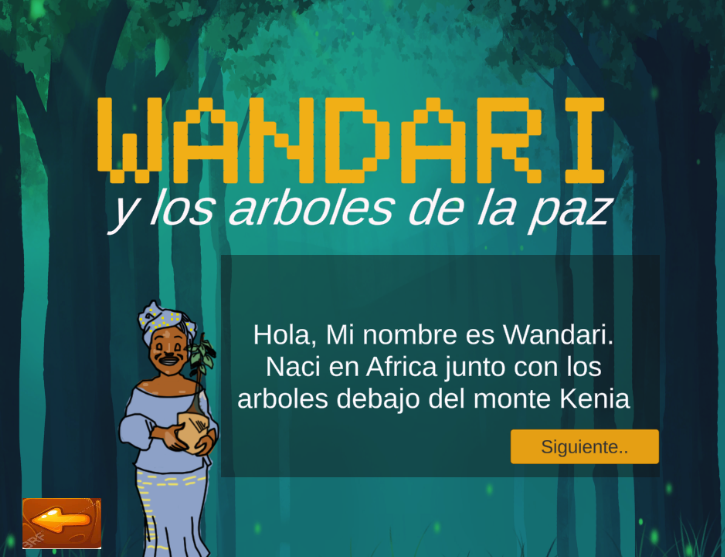 WANDARI
y los arboles de la paz
Hola, Mi nombre es Wandari.
Naci en Africa junto con los
arboles debajo del monte Kenia
Siguiente..